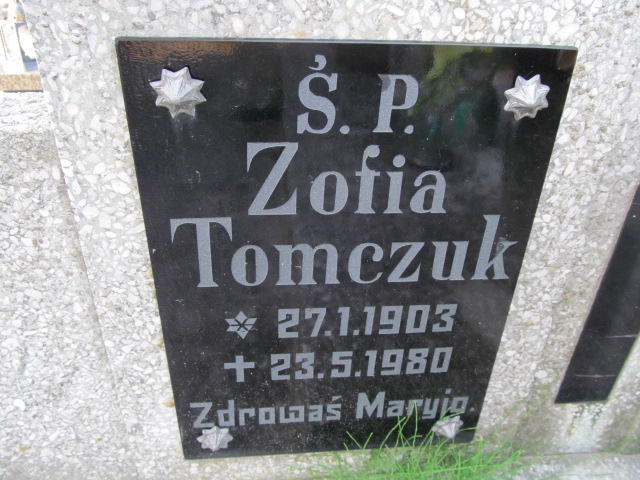 Ś. P.
Zofia
Tomczuk
* 27.1.1903
+ 23.5.1980
Zdrowaś Maryjo.